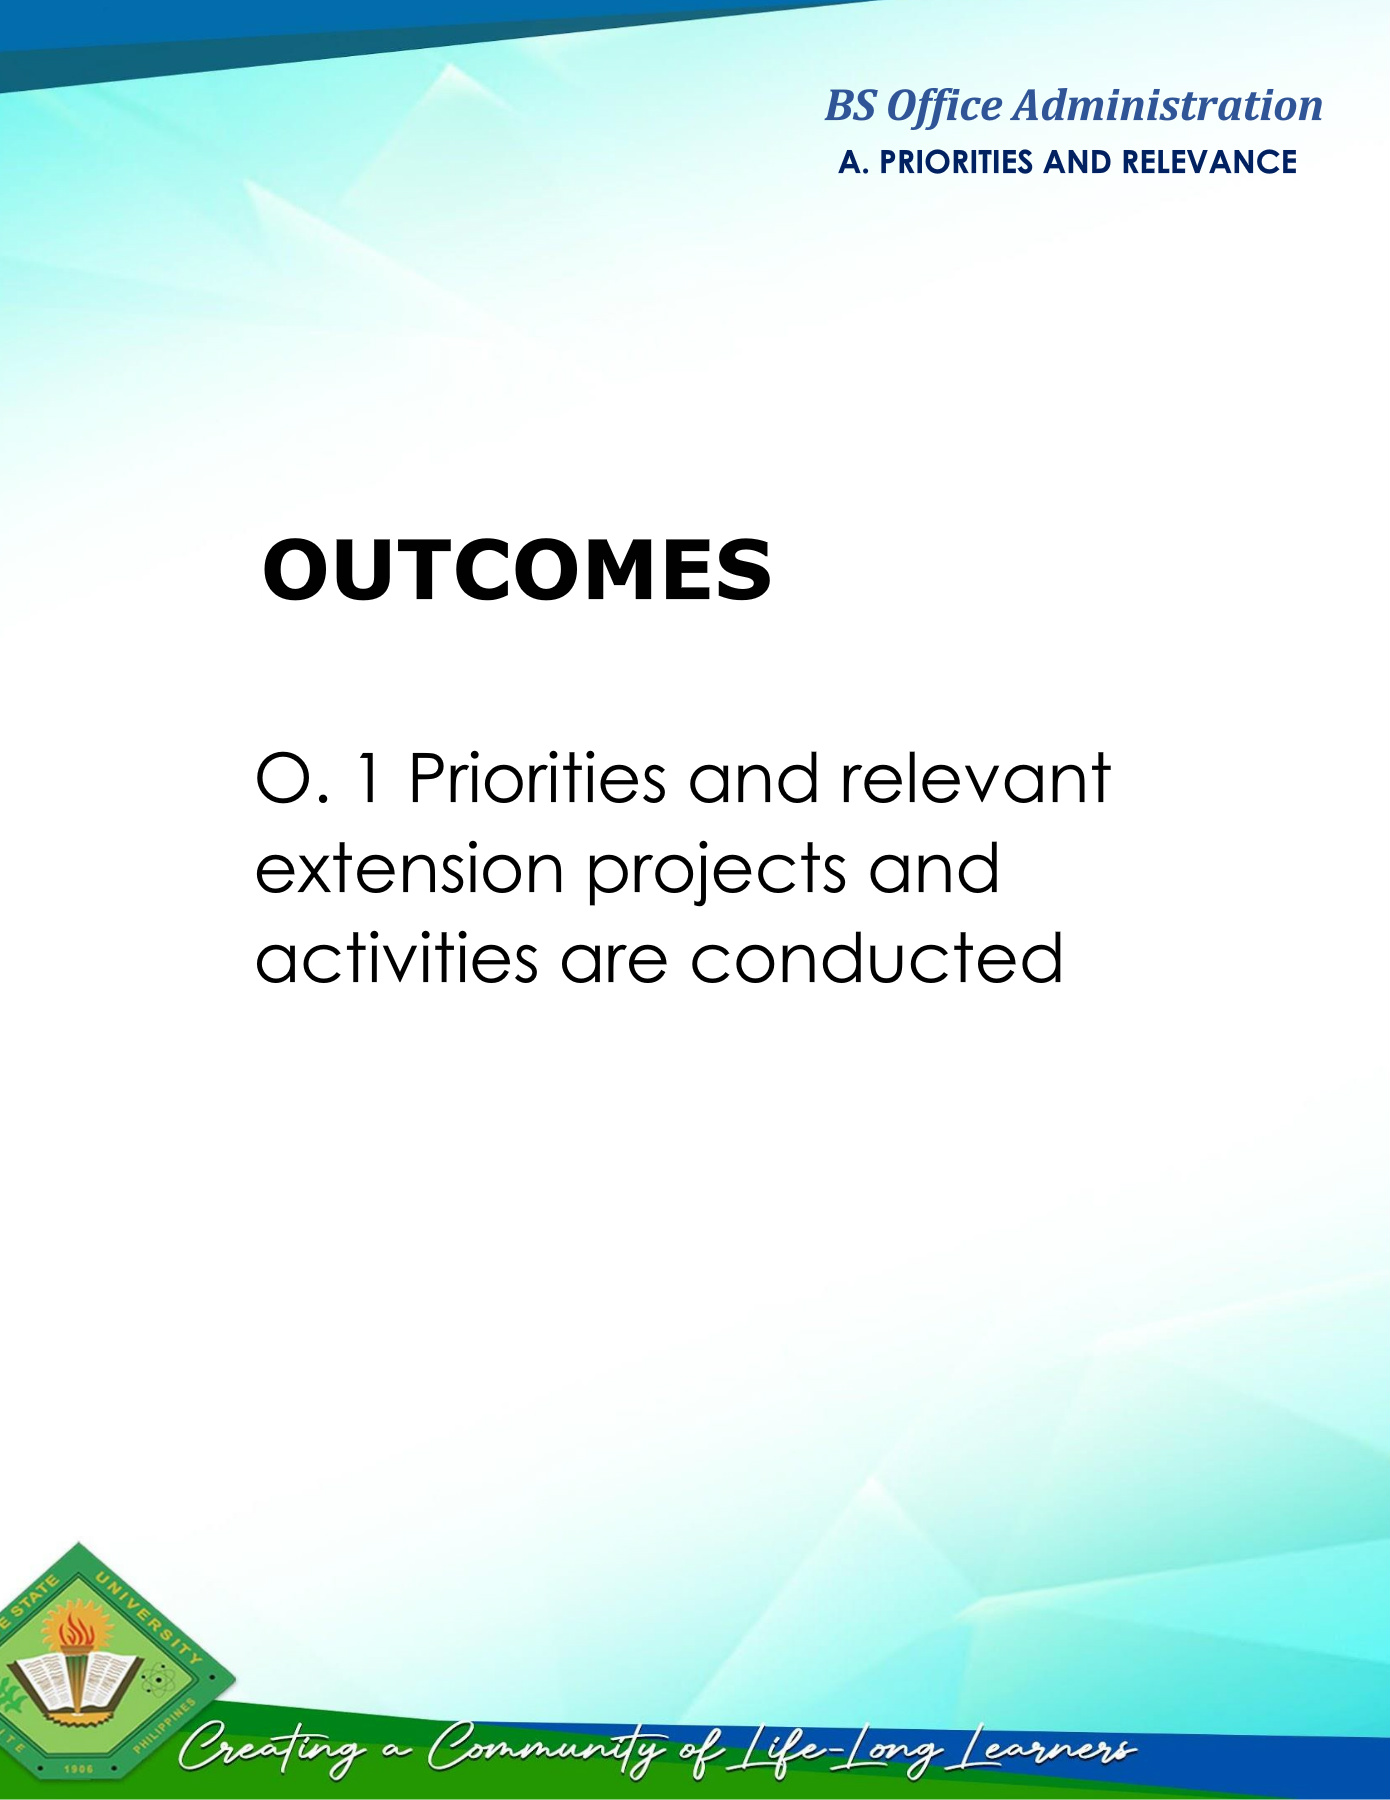 BS Office Administration
A. PRIORITIES AND RELEVANCE
OUTCOMES
O. 1 Priorities and relevant
extension projects and
activities are conducted
E STATE UNIVERSITY
PHILIPPINES
1906
Creating a Community of Life-Long Learners